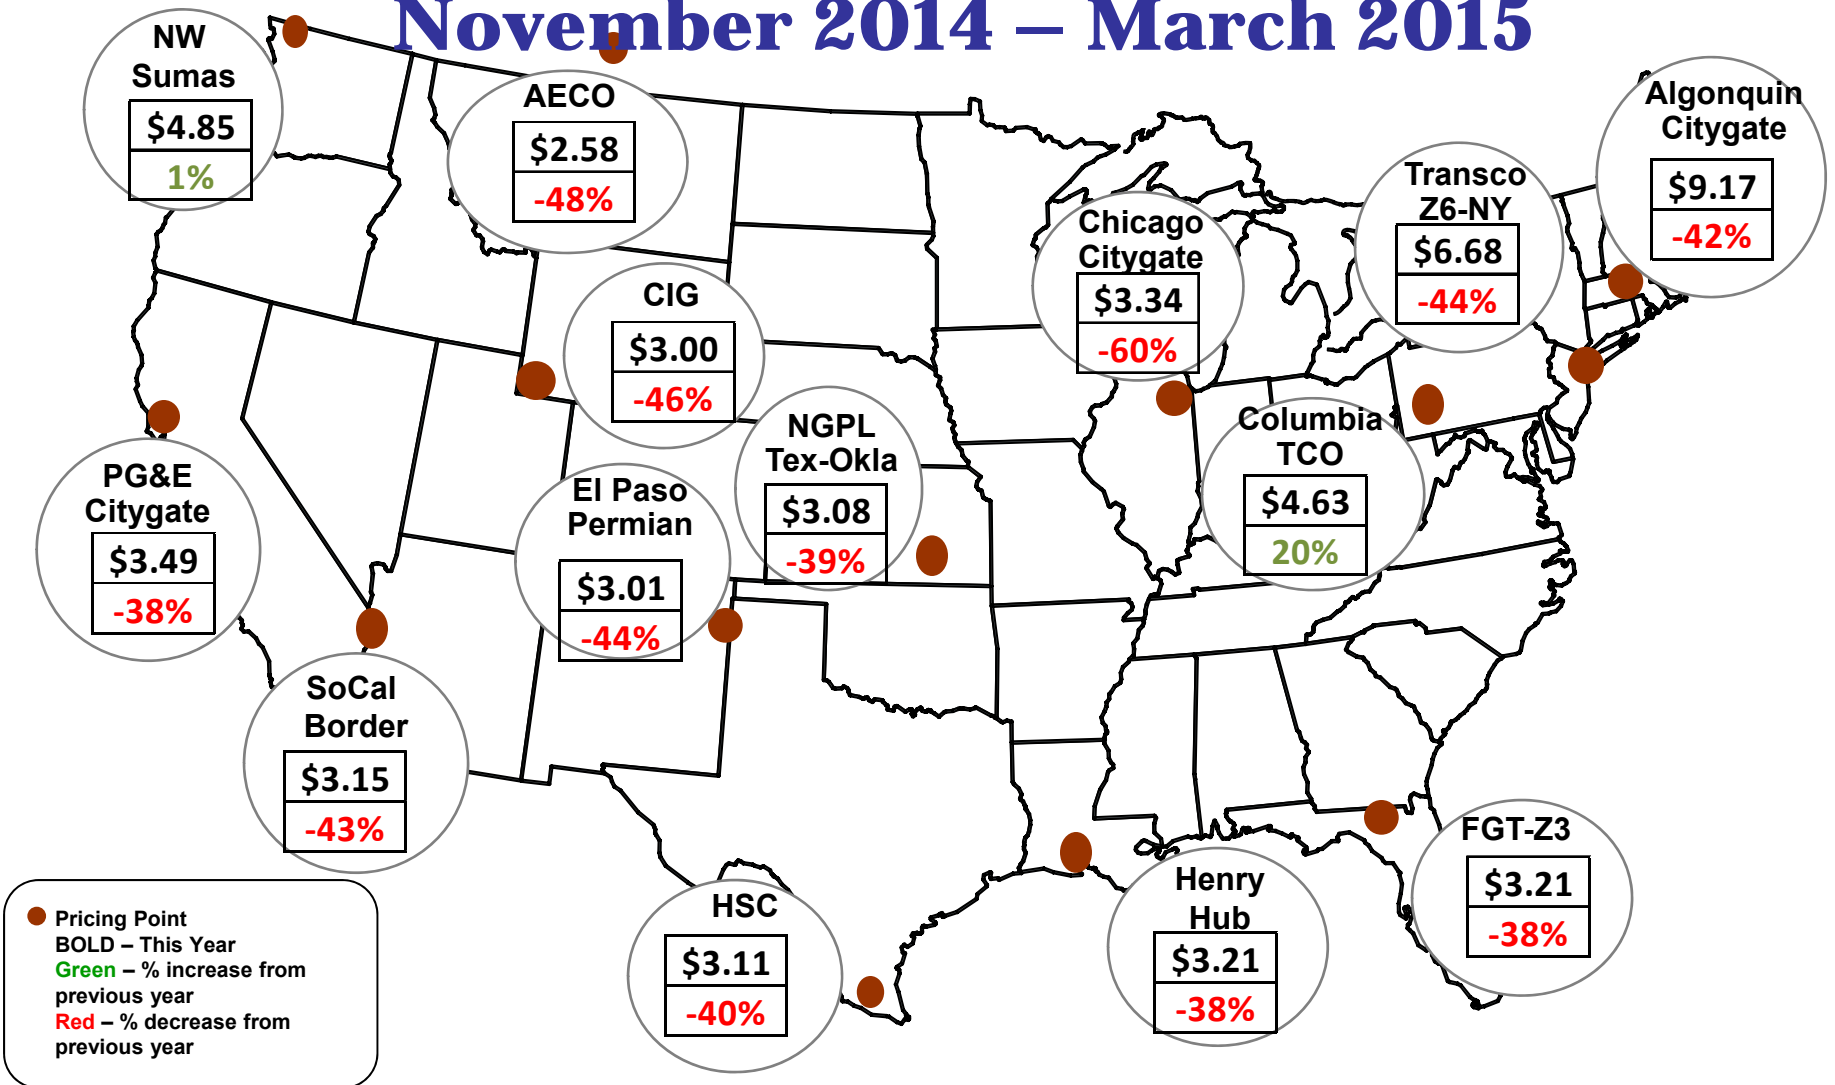 November 2014 – March 2015
NW
Sumas
$4.85
1%
AECO
$2.58
-48%
Algonquin
Citygate
$9.17
-42%
Transco
Z6-NY
$6.68
-44%
Chicago
Citygate
$3.34
-60%
CIG
$3.00
-46%
NGPL
Tex-Okla
$3.08
-39%
Columbia
TCO
$4.63
20%
PG&E
Citygate
$3.49
-38%
El Paso
Permian
$3.01
-44%
SoCal
Border
$3.15
-43%
HSC
$3.11
-40%
Henry
Hub
$3.21
-38%
FGT-Z3
$3.21
-38%
Pricing Point
BOLD – This Year
Green – % increase from
previous year
Red – % decrease from
previous year